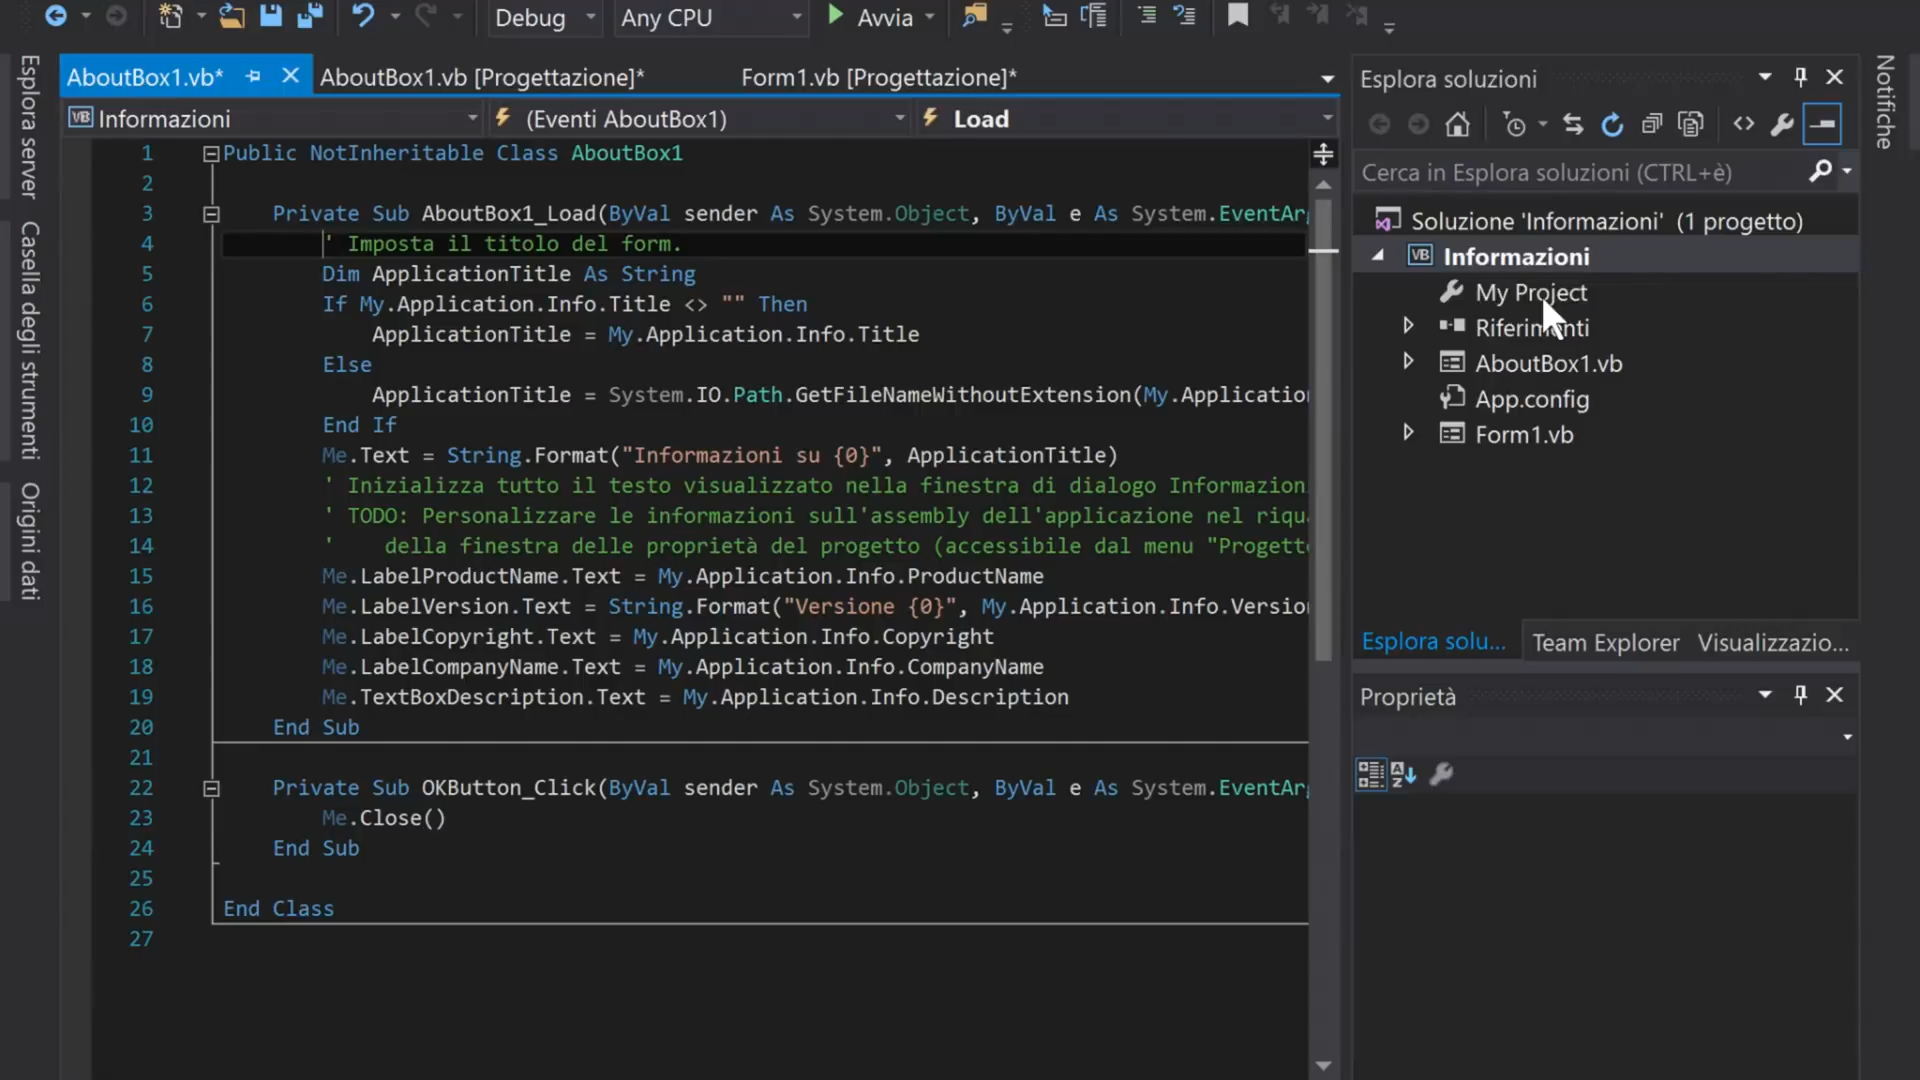 Debug
Any CPU
Avvia
Esplora server
Casella degli strumenti
Origini dati
AboutBox1.vb*
AboutBox1.vb [Progettazione]*
Form1.vb [Progettazione]*
VB Informazioni
(Eventi AboutBox1)
Load
1 Public NotInheritable Class AboutBox1
2
3 Private Sub AboutBox1_Load(ByVal sender As System.Object, ByVal e As System.EventAr
4 ' Imposta il titolo del form.
5 Dim ApplicationTitle As String
6 If My.Application.Info.Title <> "" Then
7 ApplicationTitle = My.Application.Info.Title
8 Else
9 ApplicationTitle = System.IO.Path.GetFileNameWithoutExtension(My.Applicatio
10 End If
11 Me.Text = String.Format("Informazioni su {0}", ApplicationTitle)
12 ' Inizializza tutto il testo visualizzato nella finestra di dialogo Informazion
13 ' TODO: Personalizzare le informazioni sull'assembly dell'applicazione nel riqu
14 ' della finestra delle proprietà del progetto (accessibile dal menu "Progett
15 Me.LabelProductName.Text = My.Application.Info.ProductName
16 Me.LabelVersion.Text = String.Format("Versione {0}", My.Application.Info.Versio
17 Me.LabelCopyright.Text = My.Application.Info.Copyright
18 Me.LabelCompanyName.Text = My.Application.Info.CompanyName
19 Me.TextBoxDescription.Text = My.Application.Info.Description
20 End Sub
21
22 Private Sub OKButton_Click(ByVal sender As System.Object, ByVal e As System.EventAr
23 Me.Close()
24 End Sub
25
26 End Class
27
Esplora soluzioni
Cerca in Esplora soluzioni (CTRL+è)
Soluzione 'Informazioni' (1 progetto)
VB Informazioni
My Project
Riferimenti
AboutBox1.vb
App.config
Form1.vb
Esplora solu...
Team Explorer
Visualizzazio...
Proprietà
Notifiche